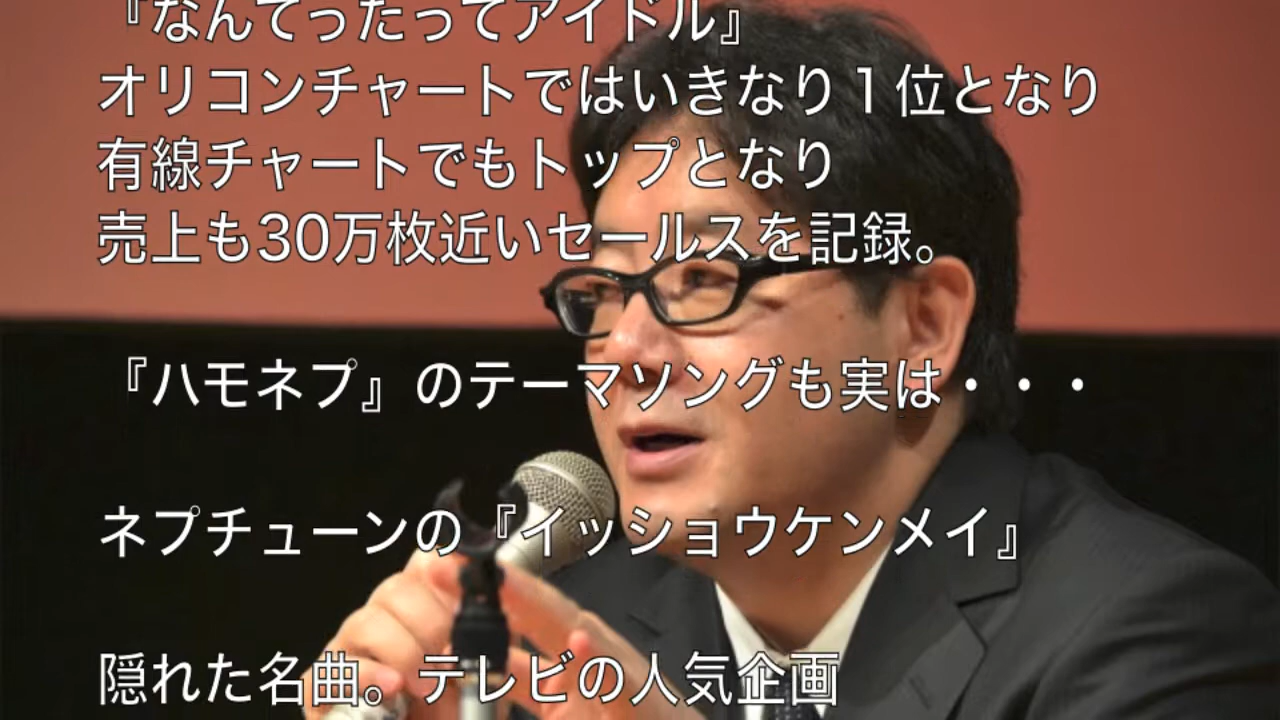 『なんてったってアイドル』
オリコンチャートではいきなり１位となり
有線チャートでもトップとなり
売上も30万枚近いセールスを記録。
『ハモネプ』のテーマソングも実は・・・
ネプチューンの『イッショウケンメイ』
隠れた名曲。テレビの人気企画